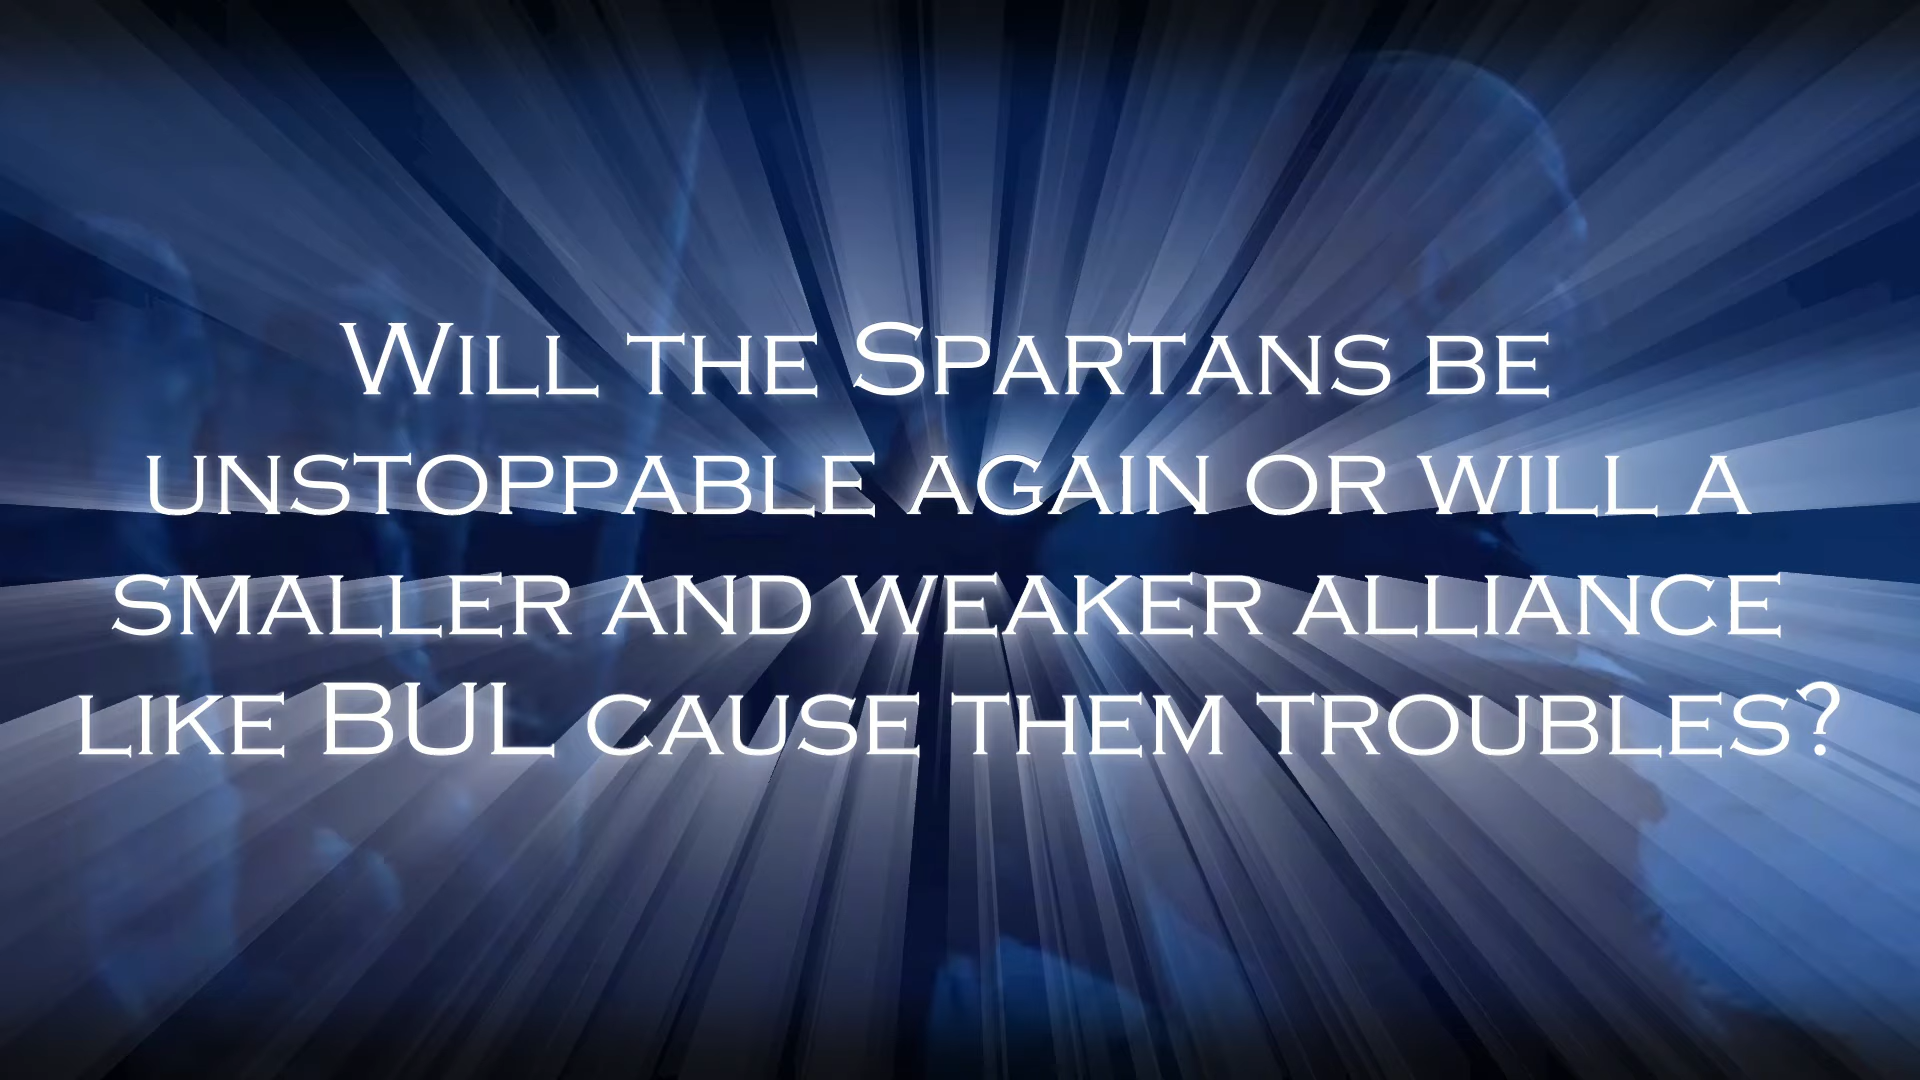 Will the Spartans be
unstoppable again or will a
smaller and weaker alliance
like BUL cause them troubles?